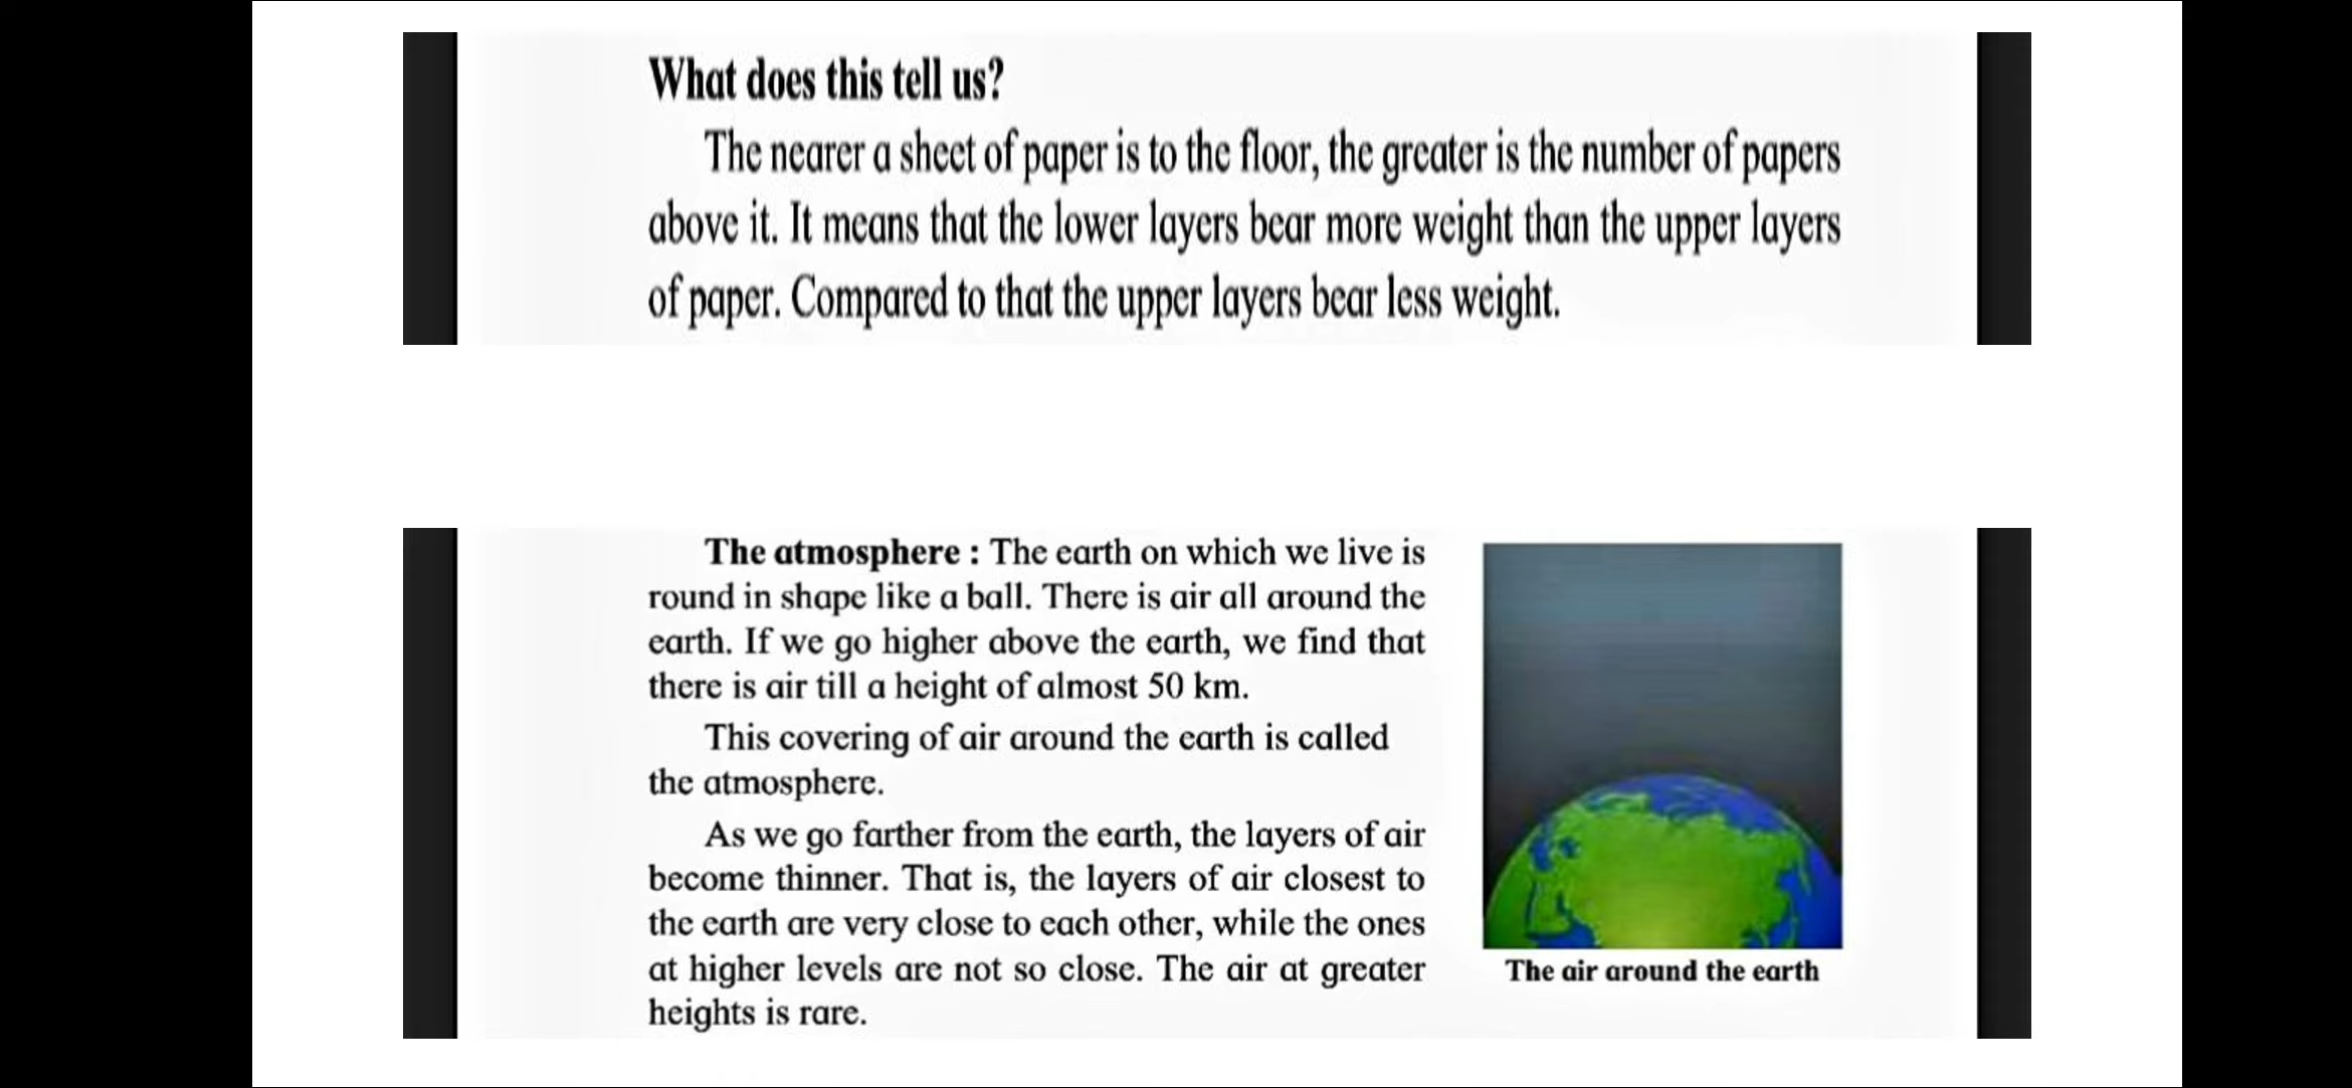 What does this tell us?
The nearer a sheet of paper is to the floor, the greater is the number of papers
above it. It means that the lower layers bear more weight than the upper layers
of paper. Compared to that the upper layers bear less weight.
The atmosphere : The earth on which we live is
round in shape like a ball. There is air all around the
earth. If we go higher above the earth, we find that
there is air till a height of almost 50 km.
This covering of air around the earth is called
the atmosphere.
As we go farther from the earth, the layers of air
become thinner. That is, the layers of air closest to
the earth are very close to each other, while the ones
at higher levels are not so close. The air at greater
heights is rare.
The air around the earth